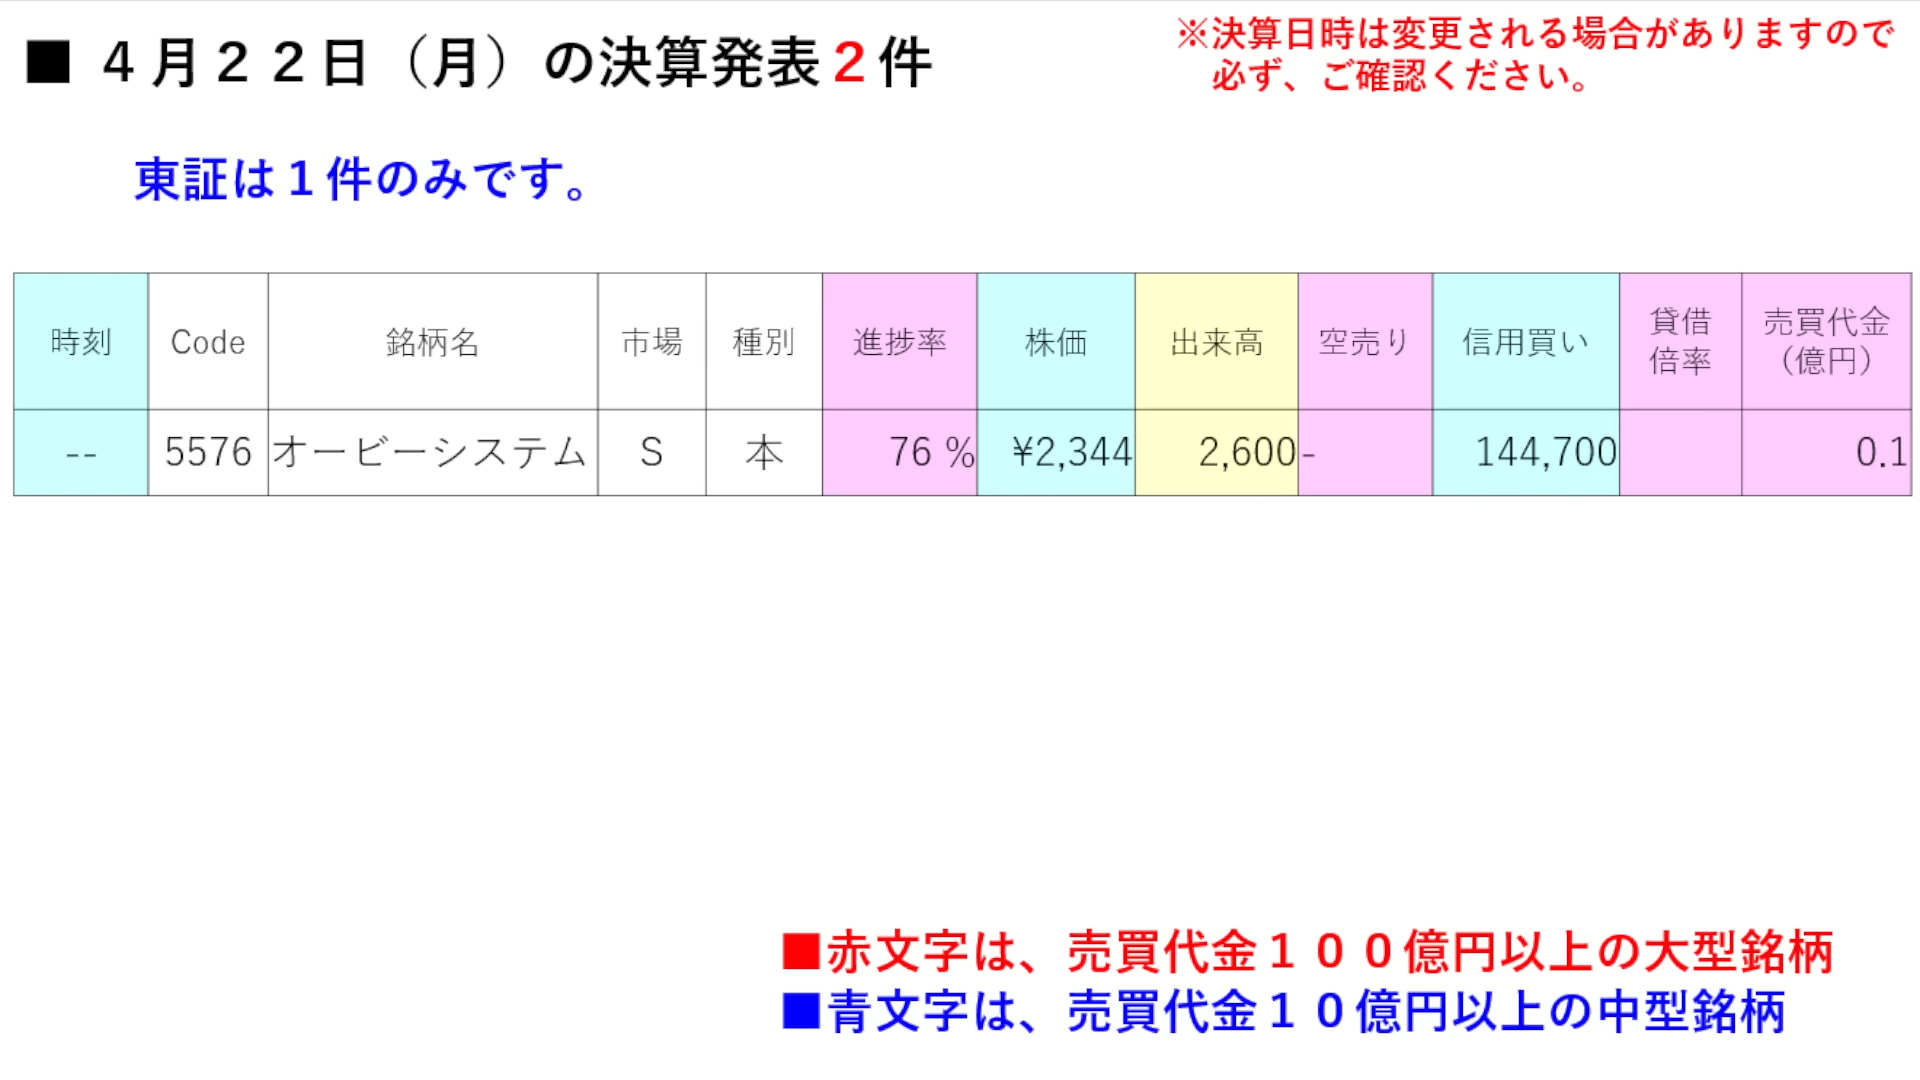 ■ ４月２２日（月）の決算発表２件
※決算日時は変更される場合がありますので
必ず、ご確認ください。
東証は１件のみです。
時刻 Code 銘柄名 市場 種別 進捗率 株価 出来高 空売り 信用買い 貸借倍率 売買代金（億円）
-- 5576 オービーシステム S 本 76 % ¥2,344 2,600 - 144,700 0.1
■赤文字は、売買代金１００億円以上の大型銘柄
■青文字は、売買代金１０億円以上の中型銘柄